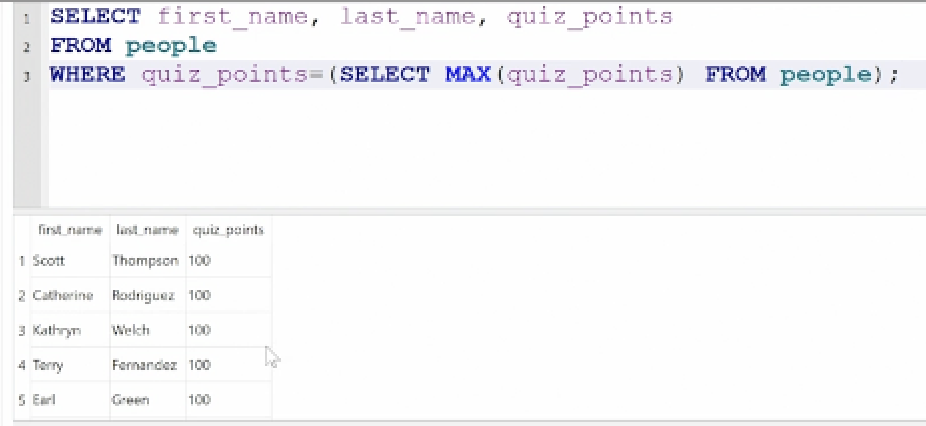 1 SELECT first_name, last_name, quiz_points
2 FROM people
3 WHERE quiz_points=(SELECT MAX(quiz_points) FROM people);
first_name last_name quiz_points
1 Scott Thompson 100
2 Catherine Rodriguez 100
3 Kathryn Welch 100
4 Terry Fernandez 100
5 Earl Green 100